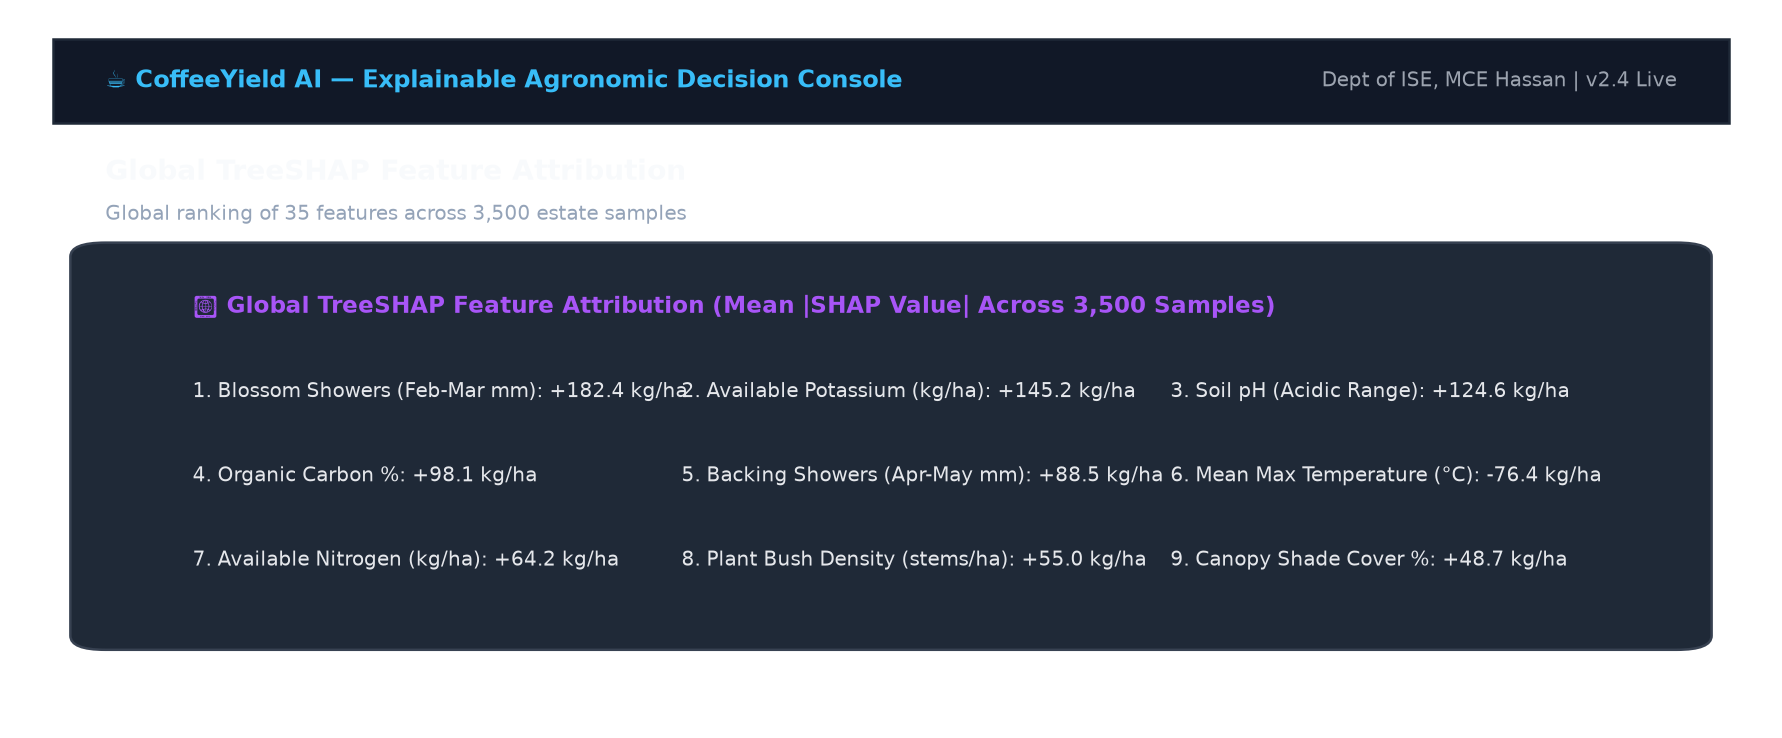 ☕ CoffeeYield AI — Explainable Agronomic Decision Console
Dept of ISE, MCE Hassan | v2.4 Live
Global TreeSHAP Feature Attribution
Global ranking of 35 features across 3,500 estate samples
🌐 Global TreeSHAP Feature Attribution (Mean |SHAP Value| Across 3,500 Samples)
1. Blossom Showers (Feb-Mar mm): +182.4 kg/ha
2. Available Potassium (kg/ha): +145.2 kg/ha
3. Soil pH (Acidic Range): +124.6 kg/ha
4. Organic Carbon %: +98.1 kg/ha
5. Backing Showers (Apr-May mm): +88.5 kg/ha
6. Mean Max Temperature (°C): -76.4 kg/ha
7. Available Nitrogen (kg/ha): +64.2 kg/ha
8. Plant Bush Density (stems/ha): +55.0 kg/ha
9. Canopy Shade Cover %: +48.7 kg/ha